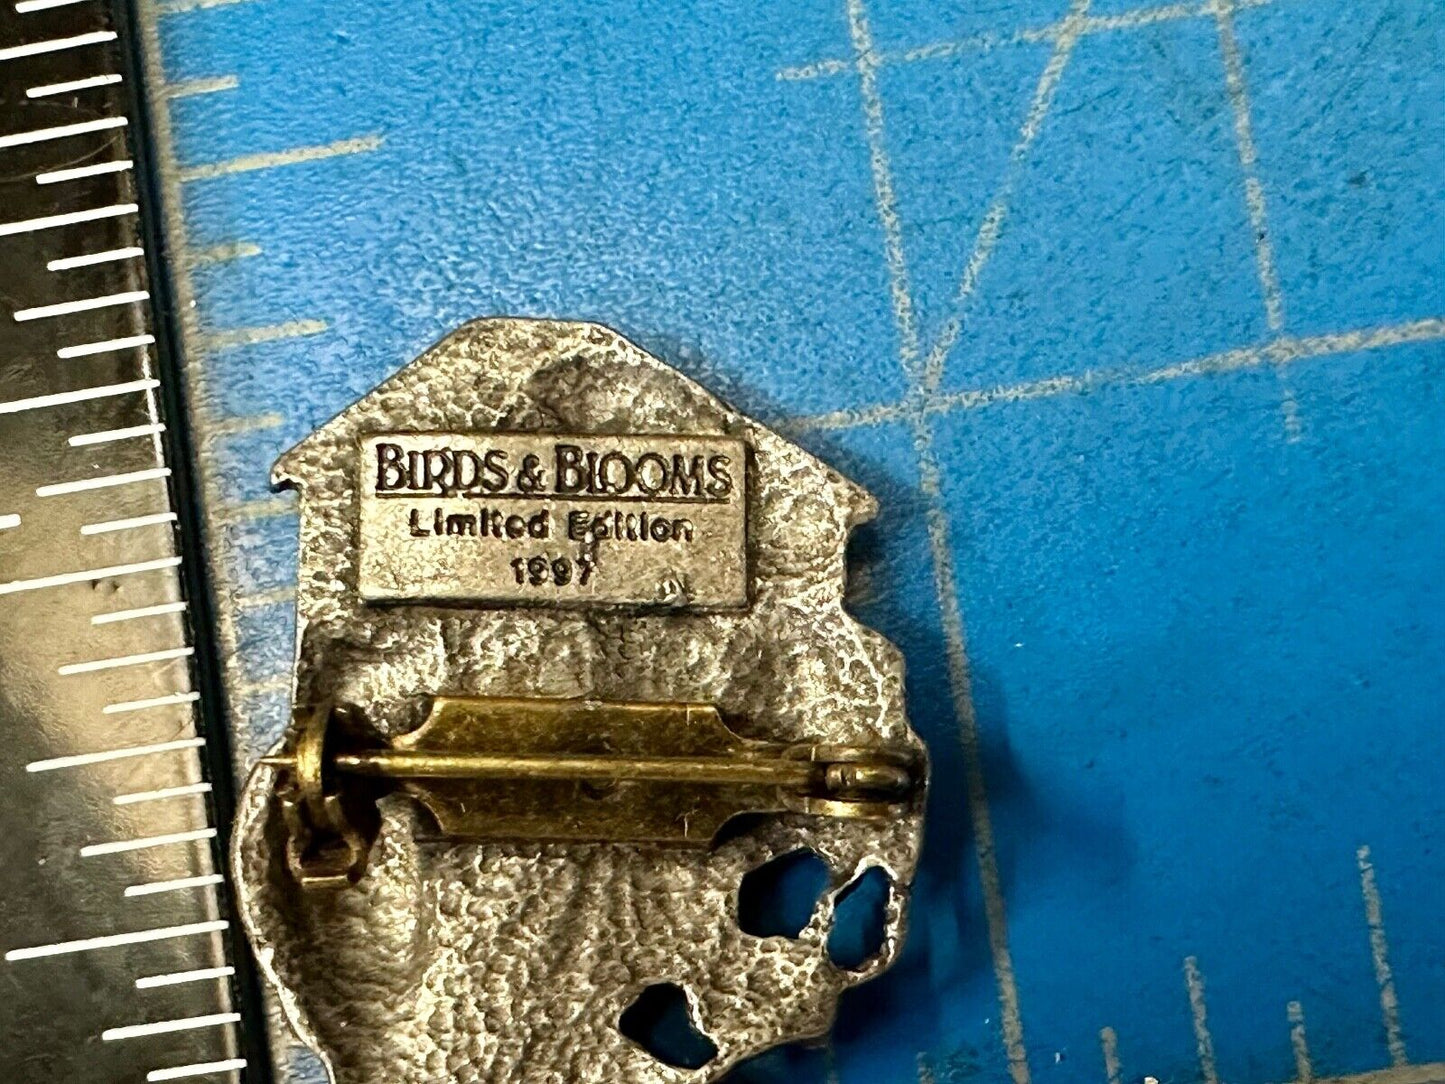 BIRDS & BLOOMS
Limited Edition
1997